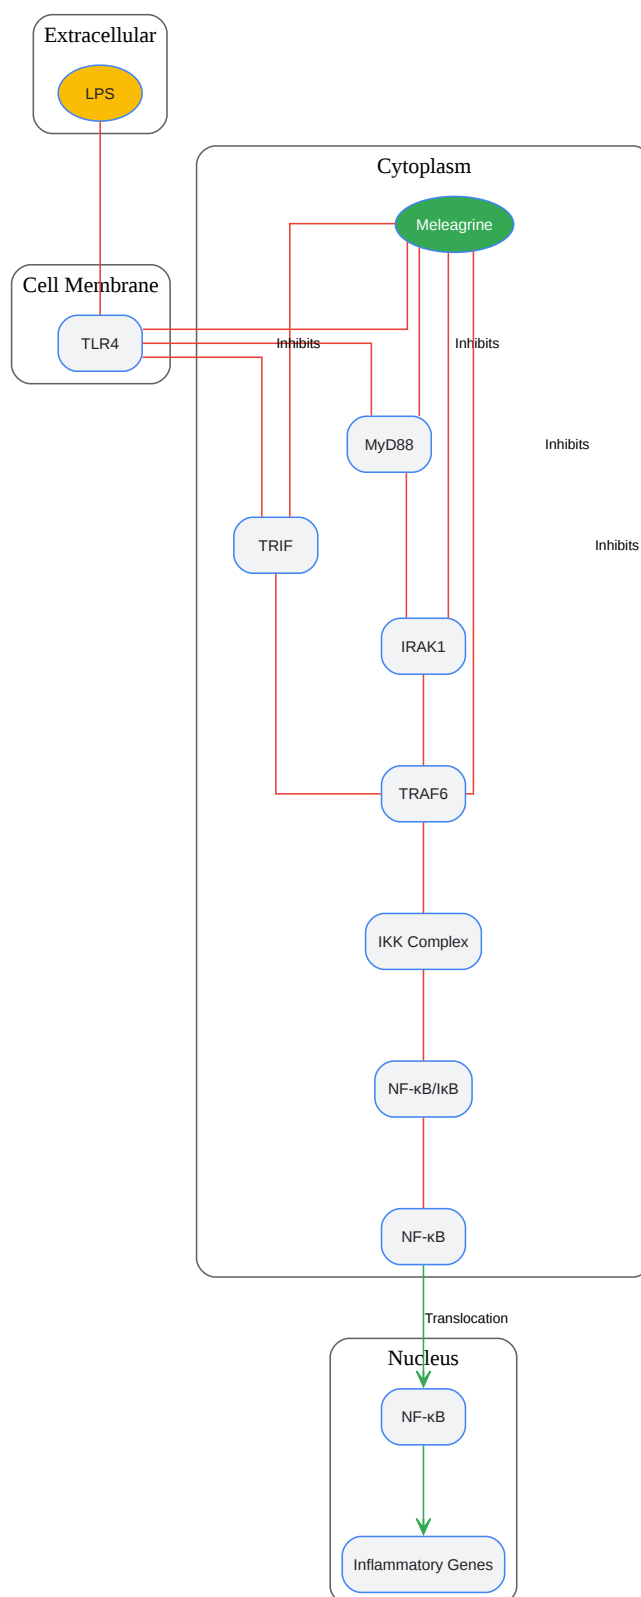 Extracellular
LPS
Cytoplasm
Meleagrine
Cell Membrane
TLR4
Inhibits
Inhibits
MyD88
Inhibits
TRIF
Inhibits
IRAK1
TRAF6
IKK Complex
NF-κB/IκB
NF-κB
Translocation
Nucleus
NF-κB
Inflammatory Genes